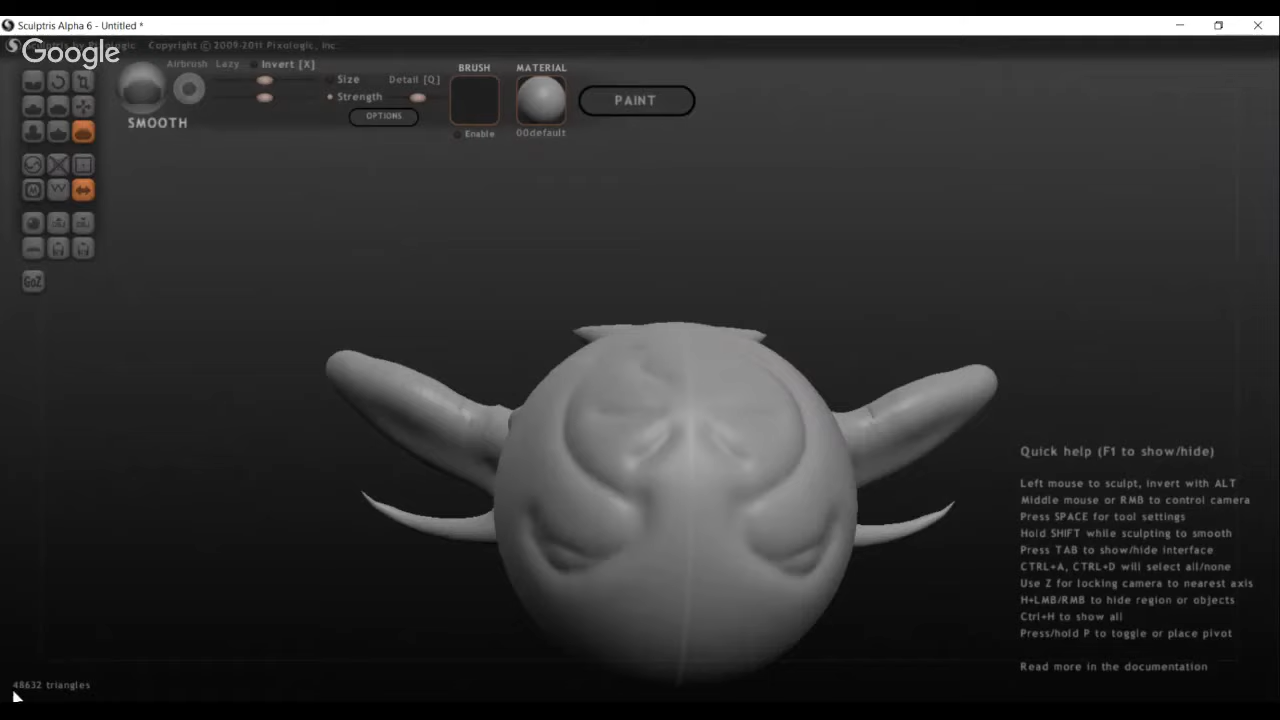 Sculptris Alpha 6 - Untitled *
Sculptris by Pixologic Copyright © 2009-2011 Pixologic, Inc.
Google
Airbrush Lazy Invert [X]
Size Detail [Q]
Strength
OPTIONS
SMOOTH
BRUSH
Enable
MATERIAL
00default
PAINT
GoZ
Quick help (F1 to show/hide)
Left mouse to sculpt, invert with ALT
Middle mouse or RMB to control camera
Press SPACE for tool settings
Hold SHIFT while sculpting to smooth
Press TAB to show/hide interface
CTRL+A, CTRL+D will select all/none
Use Z for locking camera to nearest axis
H+LMB/RMB to hide region or objects
Ctrl+H to show all
Press/hold P to toggle or place pivot
Read more in the documentation
48632 triangles